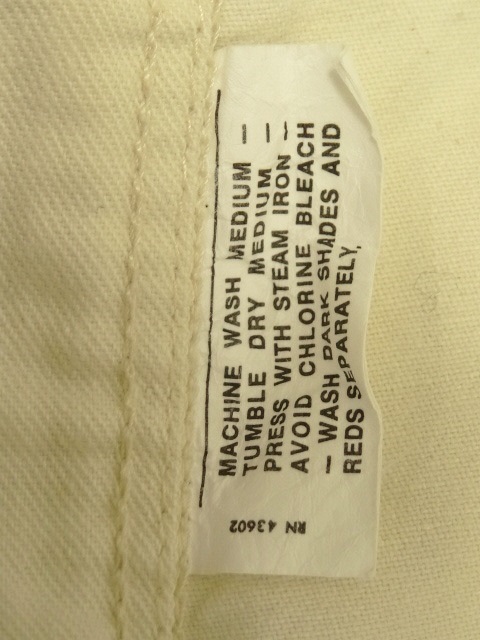 MACHINE WASH MEDIUM —
TUMBLE DRY MEDIUM —
PRESS WITH STEAM IRON —
AVOID CHLORINE BLEACH
— WASH DARK SHADES AND
REDS SEPARATELY,
RN 43602